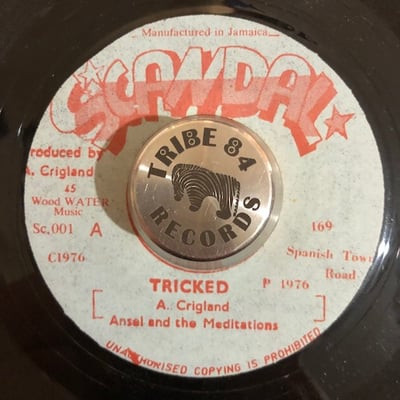 Manufactured in Jamaica
SCANDAL
roduced by
A. Crigland
45
Wood WATER
Music
Sc,001 A
C1976
TRIBE 84
RECORDS
169
Spanish Town
Road
TRICKED
P 1976
A. Crigland
Ansel and the Meditations
UNAUTHORISED COPYING IS PROHIBITED